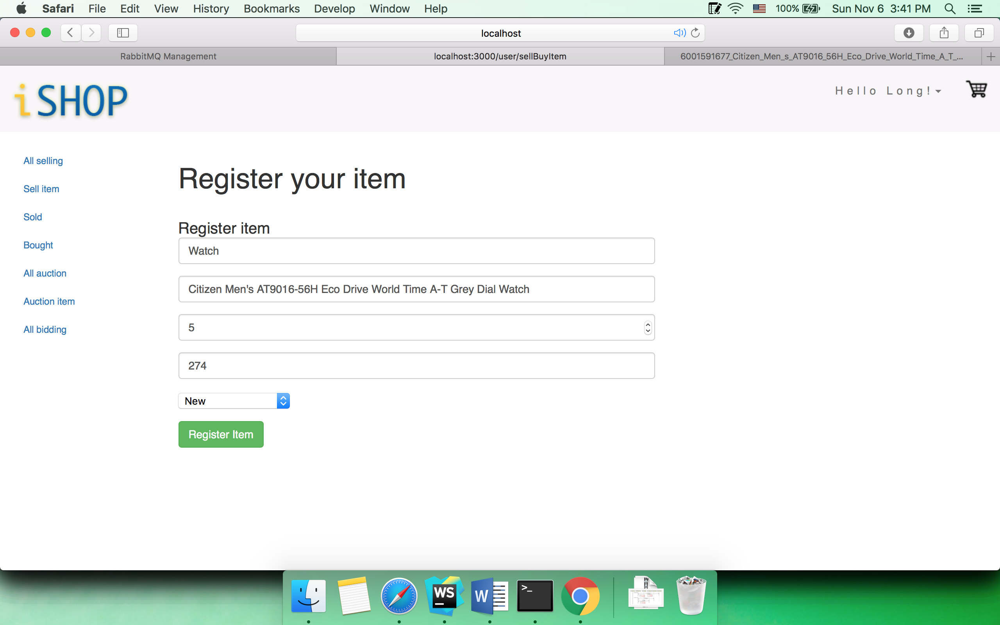 Safari File Edit View History Bookmarks Develop Window Help 100% Sun Nov 6 3:41 PM
localhost
RabbitMQ Management localhost:3000/user/sellBuyItem 6001591677_Citizen_Men_s_AT9016_56H_Eco_Drive_World_Time_A_T_...
iSHOP
Hello Long!
All selling
Sell item
Sold
Bought
All auction
Auction item
All bidding
Register your item
Register item
Watch
Citizen Men's AT9016-56H Eco Drive World Time A-T Grey Dial Watch
5
274
New
Register Item
WS
W
>_